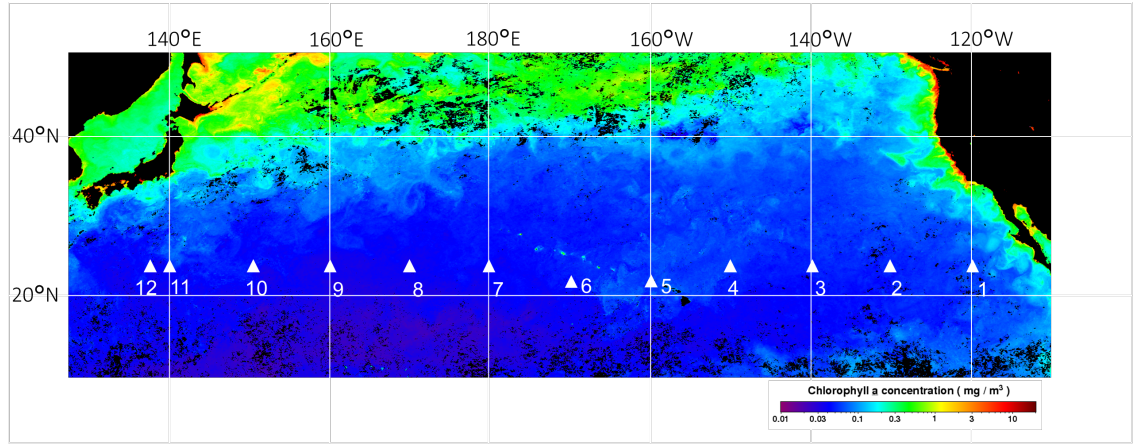 140°E 160°E 180°E 160°W 140°W 120°W
40°N
20°N
12 11 10 9 8 7 6 5 4 3 2 1
Chlorophyll a concentration ( mg / m³ )
0.01 0.03 0.1 0.3 1 3 10